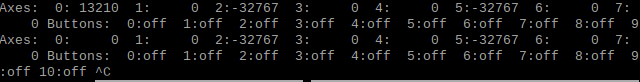 Axes:  0: 13210  1:     0  2:-32767  3:     0  4:     0  5:-32767  6:     0  7:
    0 Buttons:  0:off  1:off  2:off  3:off  4:off  5:off  6:off  7:off  8:off  9
Axes:  0:     0  1:     0  2:-32767  3:     0  4:     0  5:-32767  6:     0  7:
    0 Buttons:  0:off  1:off  2:off  3:off  4:off  5:off  6:off  7:off  8:off  9
:off 10:off ^C